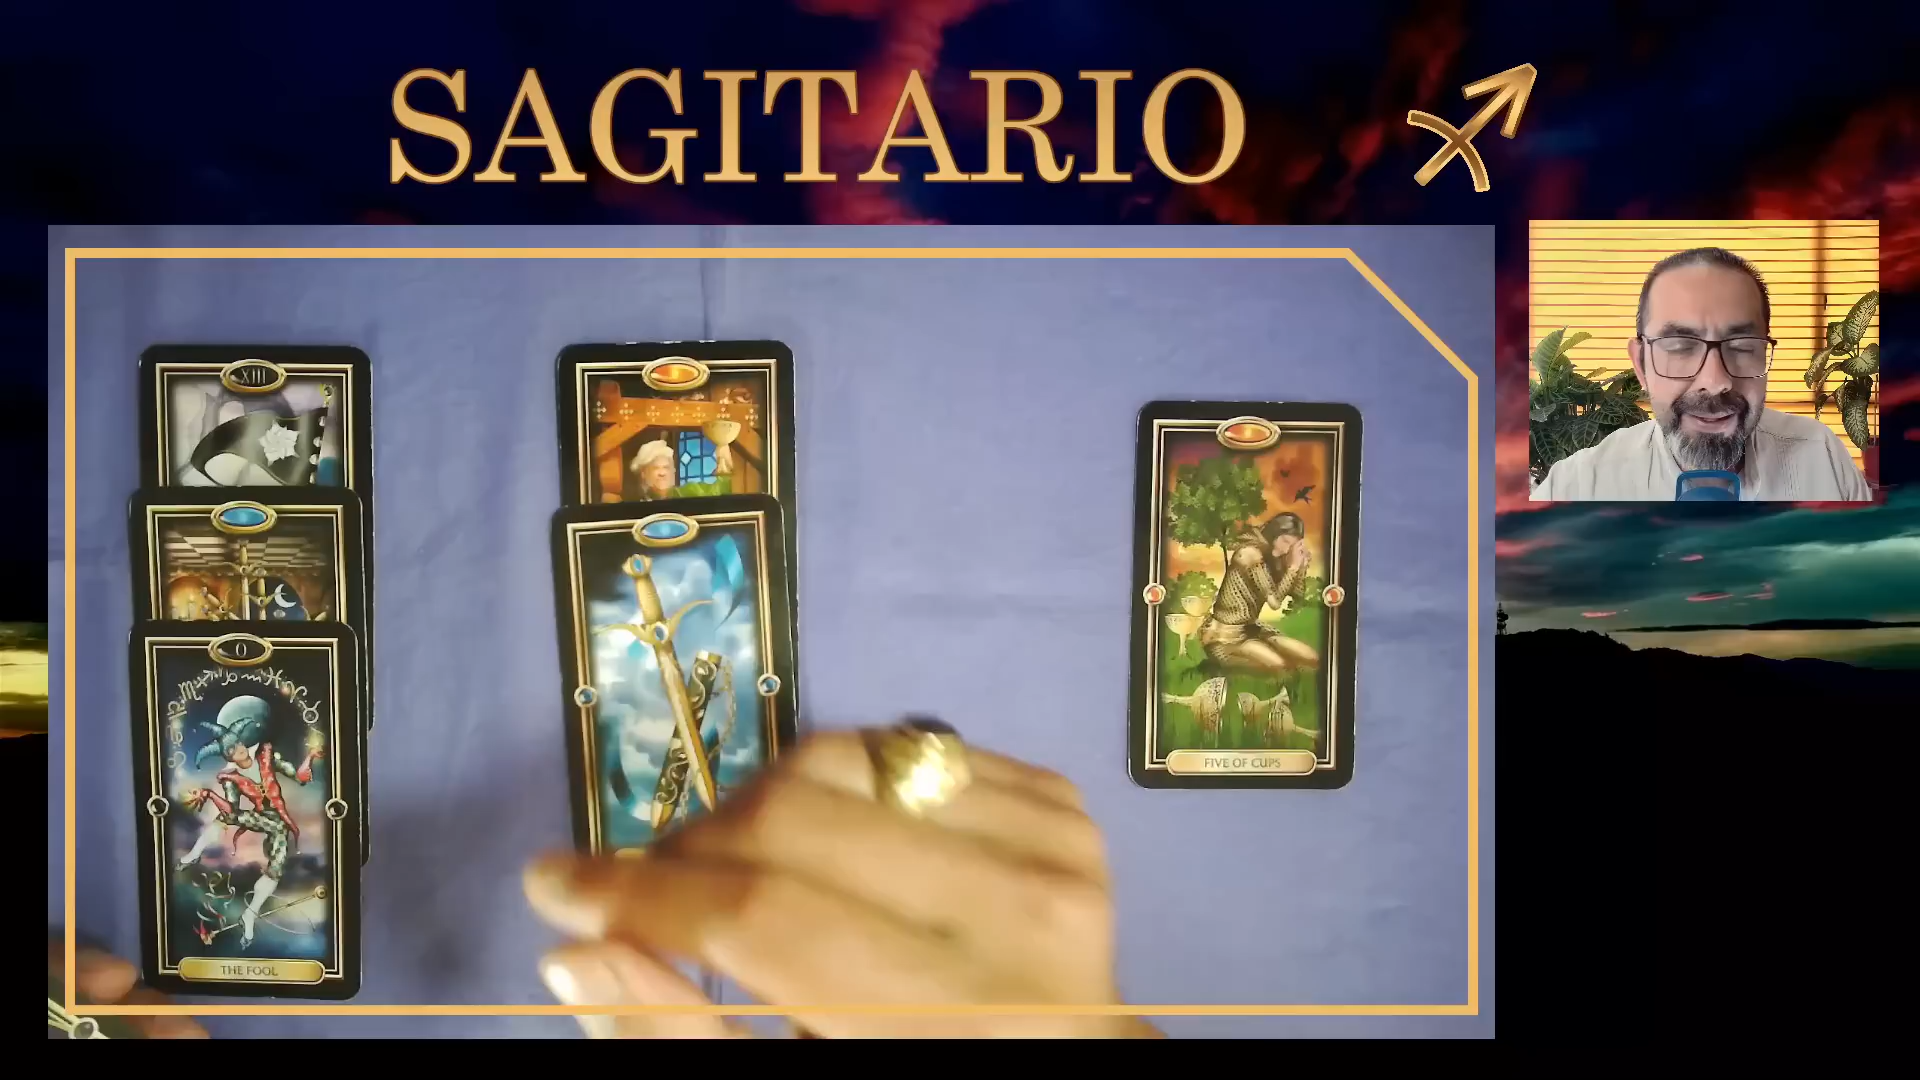 SAGITARIO
XIII
0
THE FOOL
FIVE OF CUPS